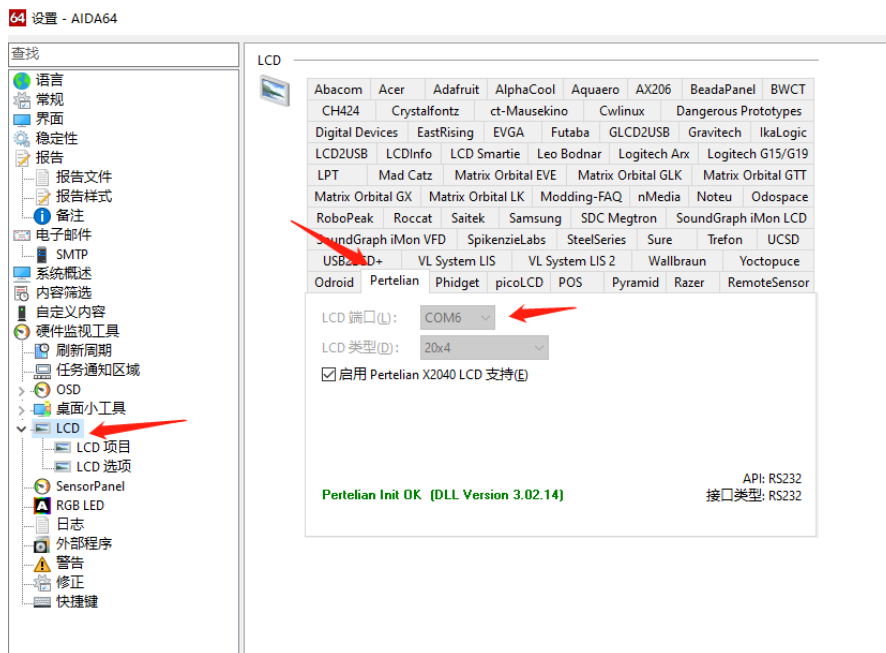 64 设置 - AIDA64
查找
语言
常规
界面
稳定性
报告
报告文件
报告样式
备注
电子邮件
SMTP
系统概述
内容筛选
自定义内容
硬件监视工具
刷新周期
任务通知区域
OSD
桌面小工具
LCD
LCD 项目
LCD 选项
SensorPanel
RGB LED
日志
外部程序
警告
修正
快捷键
LCD
Abacom Acer Adafruit AlphaCool Aquaero AX206 BeadaPanel BWCT
CH424 Crystalfontz ct-Mausekino Cwlinux Dangerous Prototypes
Digital Devices EastRising EVGA Futaba GLCD2USB Gravitech IkaLogic
LCD2USB LCDInfo LCD Smartie Leo Bodnar Logitech Arx Logitech G15/G19
LPT Mad Catz Matrix Orbital EVE Matrix Orbital GLK Matrix Orbital GTT
Matrix Orbital GX Matrix Orbital LK Modding-FAQ nMedia Noteu Odospace
RoboPeak Roccat Saitek Samsung SDC Megtron SoundGraph iMon LCD
SoundGraph iMon VFD SpikenzieLabs SteelSeries Sure Trefon UCSD
VL System LIS VL System LIS 2 Wallbraun Yoctopuce
Odroid Pertelian Phidget picoLCD POS Pyramid Razer RemoteSensor
LCD 端口(L): COM6
LCD 类型(D): 20x4
启用 Pertelian X2040 LCD 支持(E)
API: RS232
Pertelian Init OK (DLL Version 3.02.14) 接口类型: RS232